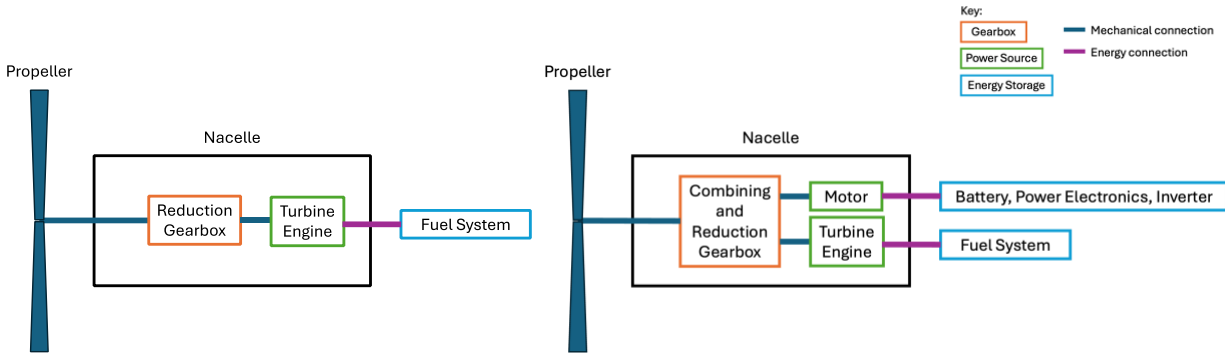 Propeller
Nacelle
Reduction
Gearbox
Turbine
Engine
Fuel System
Propeller
Nacelle
Combining
and
Reduction
Gearbox
Motor
Turbine
Engine
Battery, Power Electronics, Inverter
Fuel System
Key:
Gearbox
Mechanical connection
Power Source
Energy connection
Energy Storage